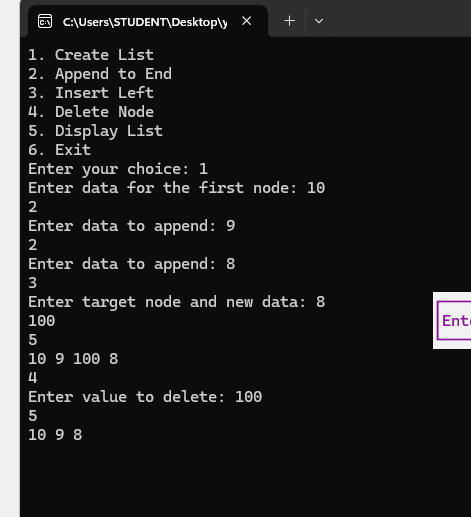 C:\Users\STUDENT\Desktop\y
1. Create List
2. Append to End
3. Insert Left
4. Delete Node
5. Display List
6. Exit
Enter your choice: 1
Enter data for the first node: 10
2
Enter data to append: 9
2
Enter data to append: 8
3
Enter target node and new data: 8
100
5
10 9 100 8
4
Enter value to delete: 100
5
10 9 8